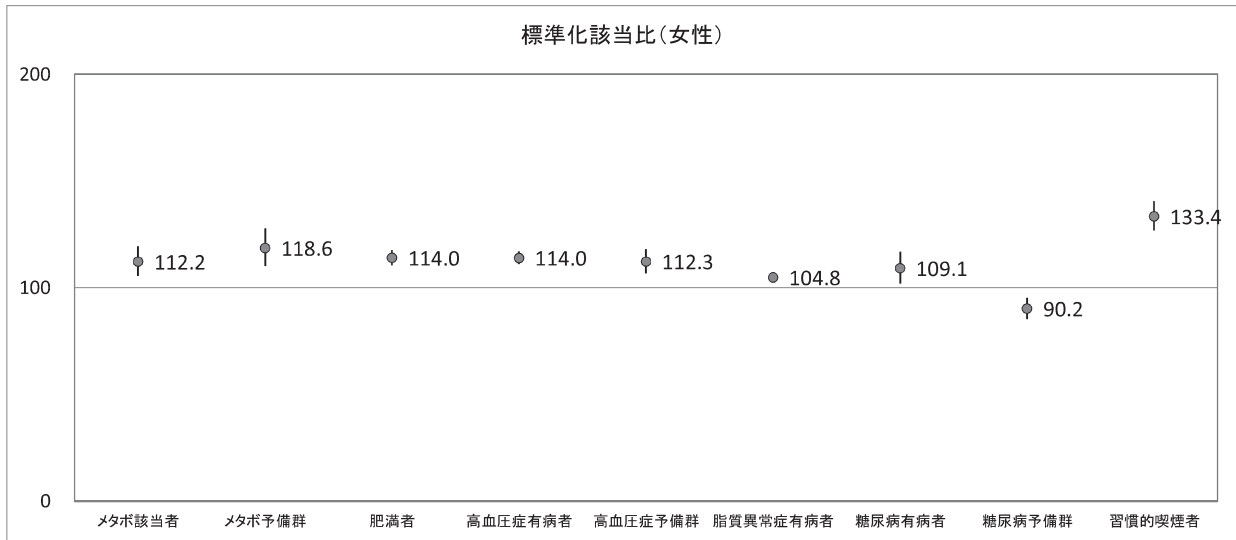 標準化該当比(女性)
200
133.4
118.6
112.2
114.0
114.0
112.3
104.8
109.1
100
90.2
0
メタボ該当者
メタボ予備群
肥満者
高血圧症有病者
高血圧症予備群
脂質異常症有病者
糖尿病有病者
糖尿病予備群
習慣的喫煙者